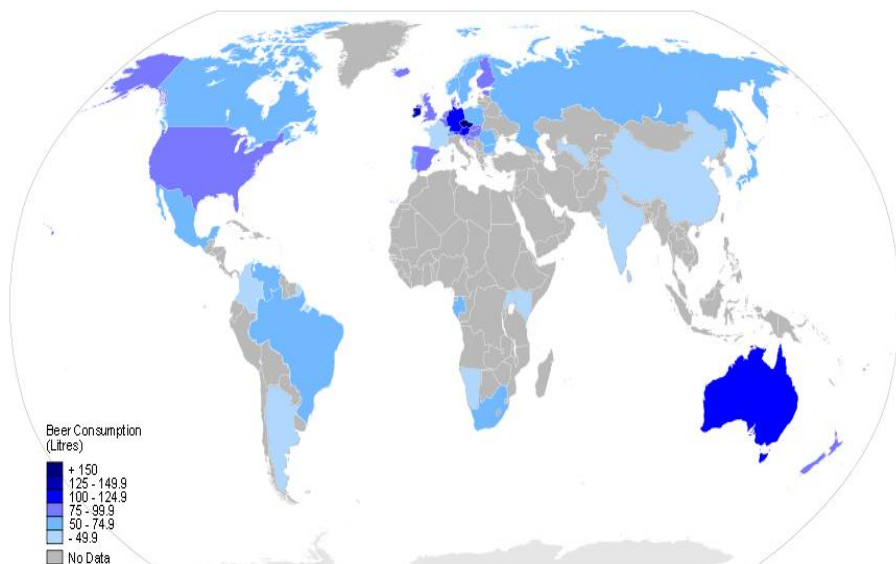 Beer Consumption
(Litres)
+ 150
125 - 149.9
100 - 124.9
75 - 99.9
50 - 74.9
- 49.9
No Data